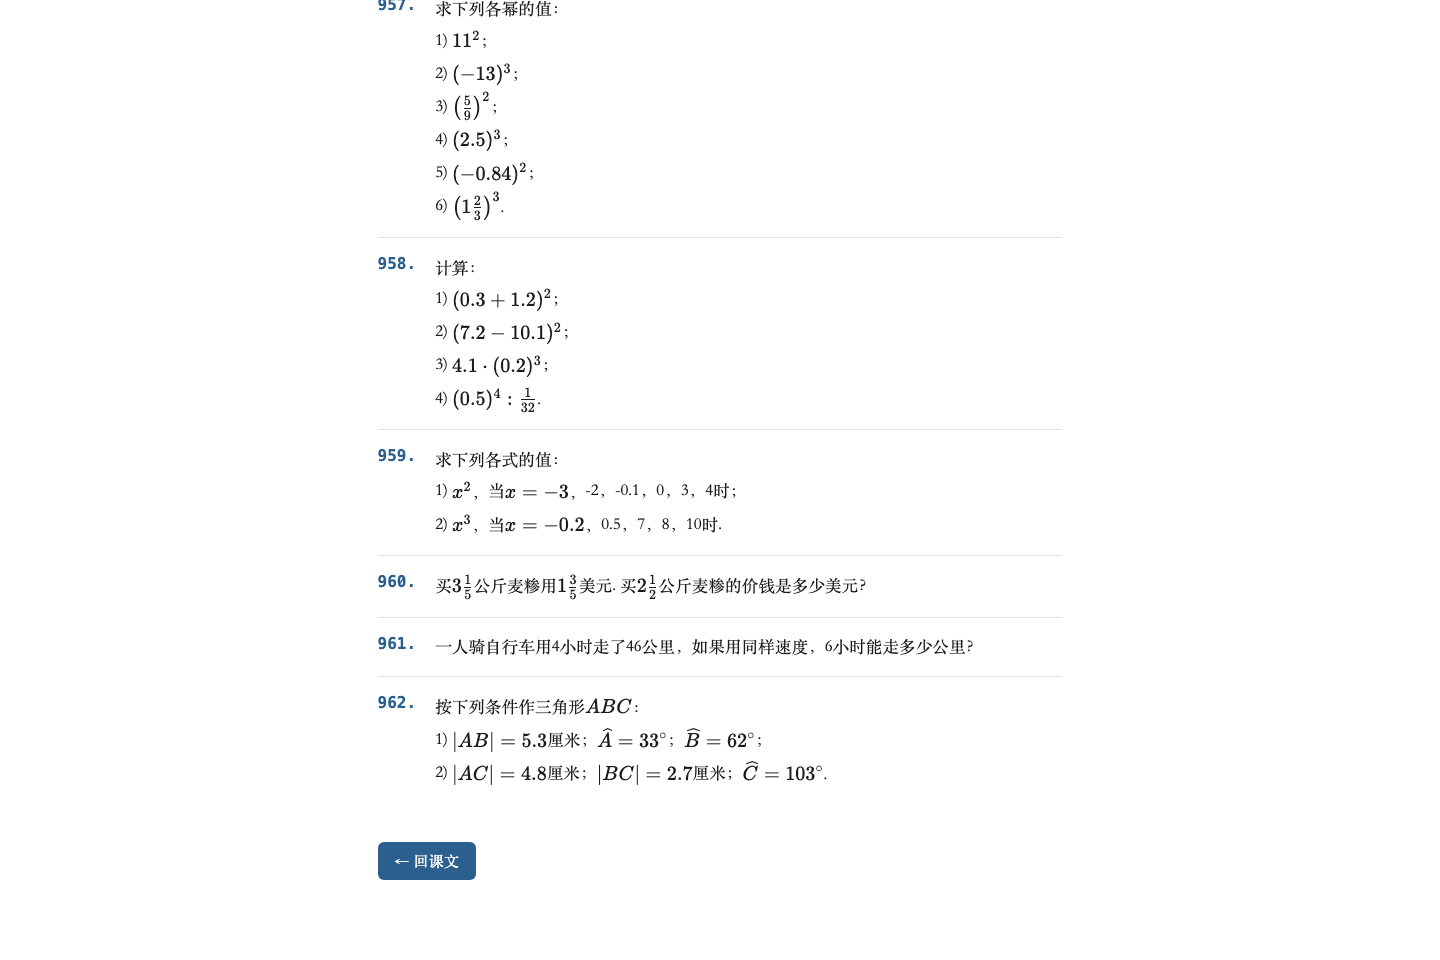 957. 求下列各幂的值：
1) 11²；
2) (−13)³；
3) (5/9)²；
4) (2.5)³；
5) (−0.84)²；
6) (1 2/3)³.
958. 计算：
1) (0.3 + 1.2)²；
2) (7.2 − 10.1)²；
3) 4.1 · (0.2)³；
4) (0.5)⁴ : 1/32.
959. 求下列各式的值：
1) x²，当x = −3，-2，-0.1，0，3，4时；
2) x³，当x = −0.2，0.5，7，8，10时.
960. 买3 1/5公斤麦糁用1 3/5美元. 买2 1/2公斤麦糁的价钱是多少美元？
961. 一人骑自行车用4小时走了46公里，如果用同样速度，6小时能走多少公里？
962. 按下列条件作三角形ABC：
1) |AB| = 5.3厘米；Â = 33°；B̂ = 62°；
2) |AC| = 4.8厘米；|BC| = 2.7厘米；Ĉ = 103°.
← 回课文